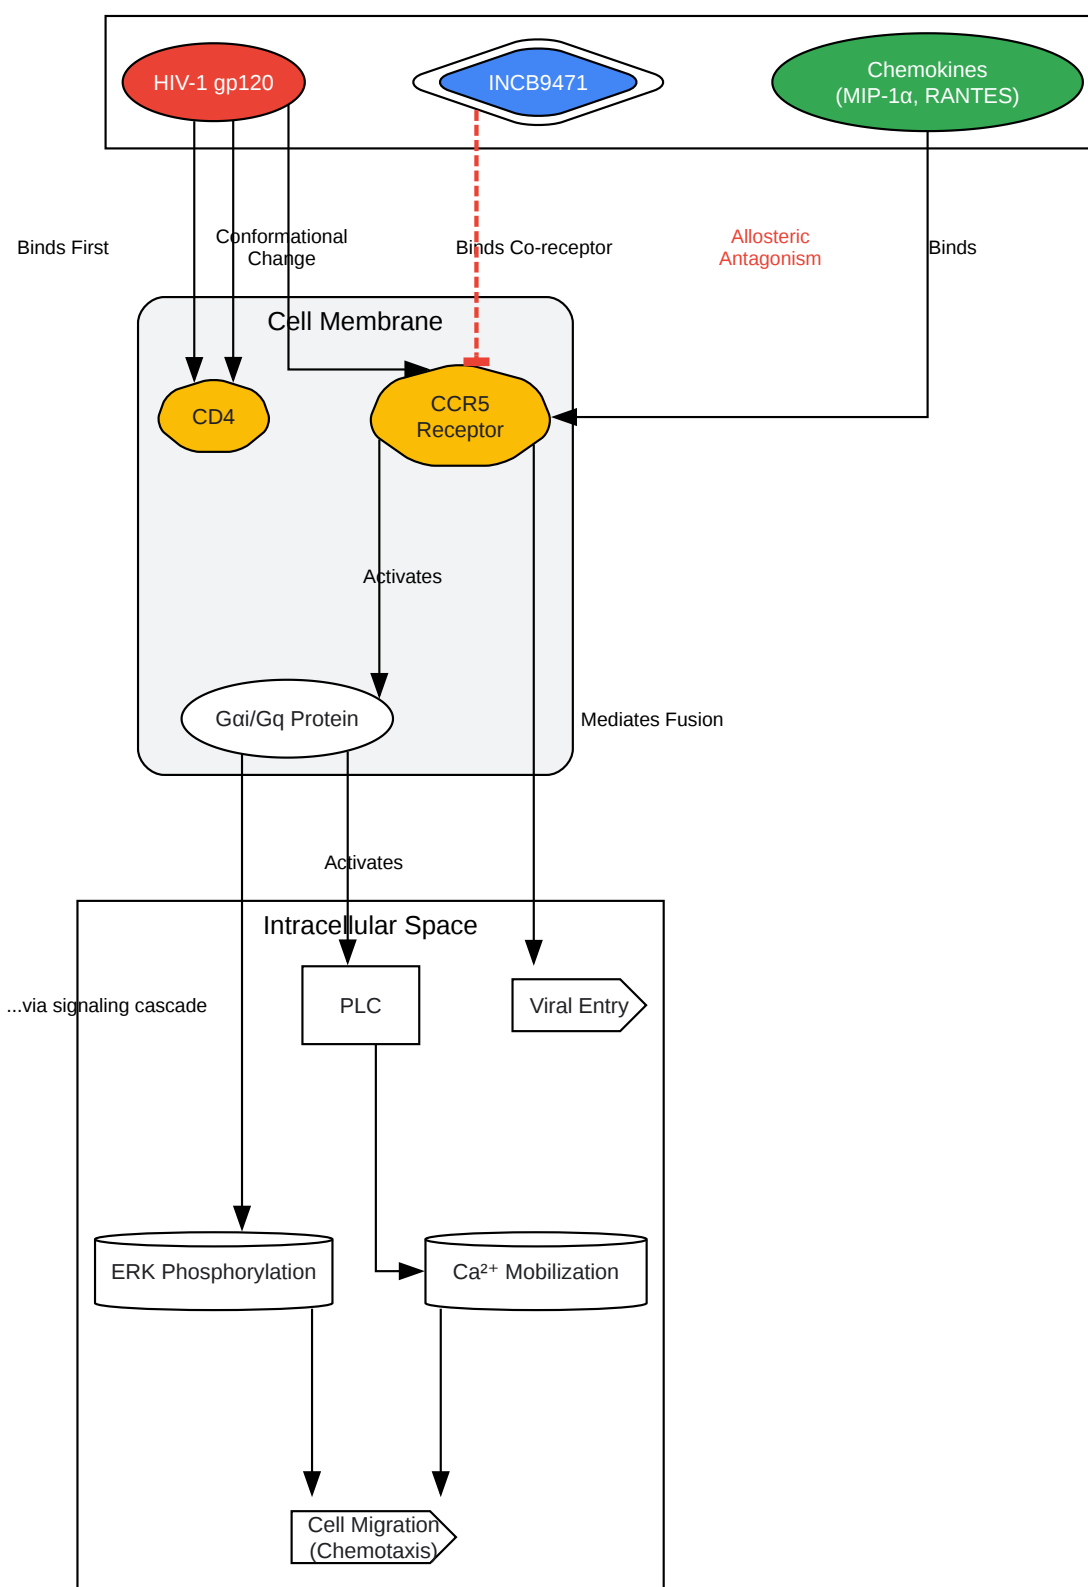 HIV-1 gp120
INCB9471
Chemokines
(MIP-1α, RANTES)
Binds First
Conformational
Change
Binds Co-receptor
Allosteric
Antagonism
Binds
Cell Membrane
CD4
CCR5
Receptor
Activates
Gαi/Gq Protein
Mediates Fusion
Activates
Intracellular Space
...via signaling cascade
PLC
Viral Entry
ERK Phosphorylation
Ca²⁺ Mobilization
Cell Migration
(Chemotaxis)